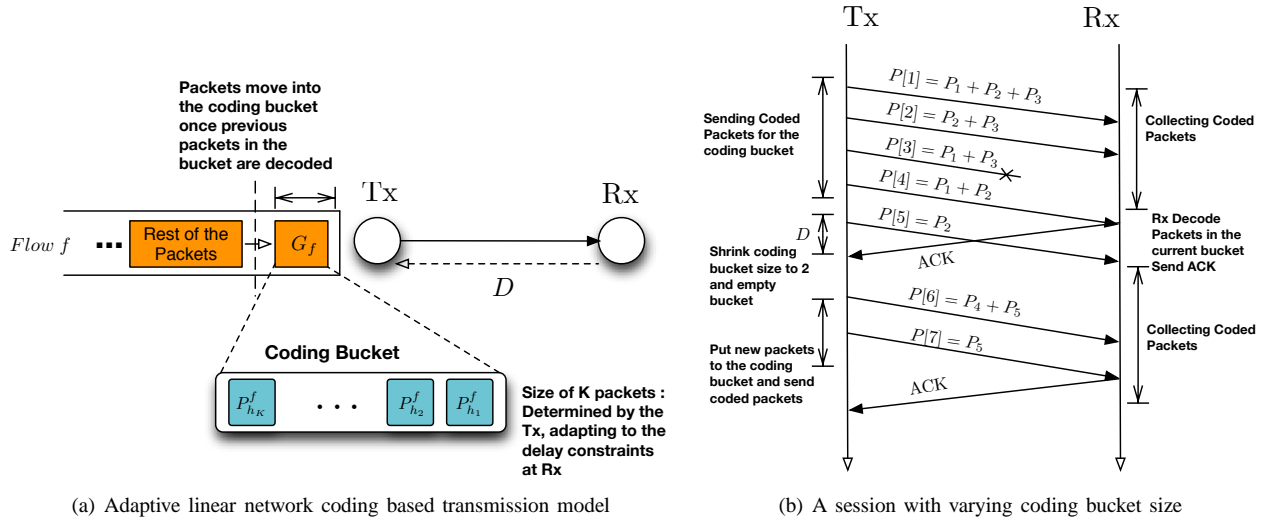 Packets move into
the coding bucket
once previous
packets in the
bucket are decoded
Tx
Rx
Flow f
Rest of the
Packets
G_f
D
Coding Bucket
P^f_{h_K}
P^f_{h_2}
P^f_{h_1}
Size of K packets :
Determined by the
Tx, adapting to the
delay constraints
at Rx
(a) Adaptive linear network coding based transmission model
Tx
Rx
Sending Coded
Packets for the
coding bucket
P[1] = P_1 + P_2 + P_3
P[2] = P_2 + P_3
P[3] = P_1 + P_3
P[4] = P_1 + P_2
P[5] = P_2
Collecting Coded
Packets
D
ACK
Rx Decode
Packets in the
current bucket
Send ACK
Shrink coding
bucket size to 2
and empty
bucket
P[6] = P_4 + P_5
P[7] = P_5
Put new packets
to the coding
bucket and send
coded packets
Collecting Coded
Packets
ACK
(b) A session with varying coding bucket size